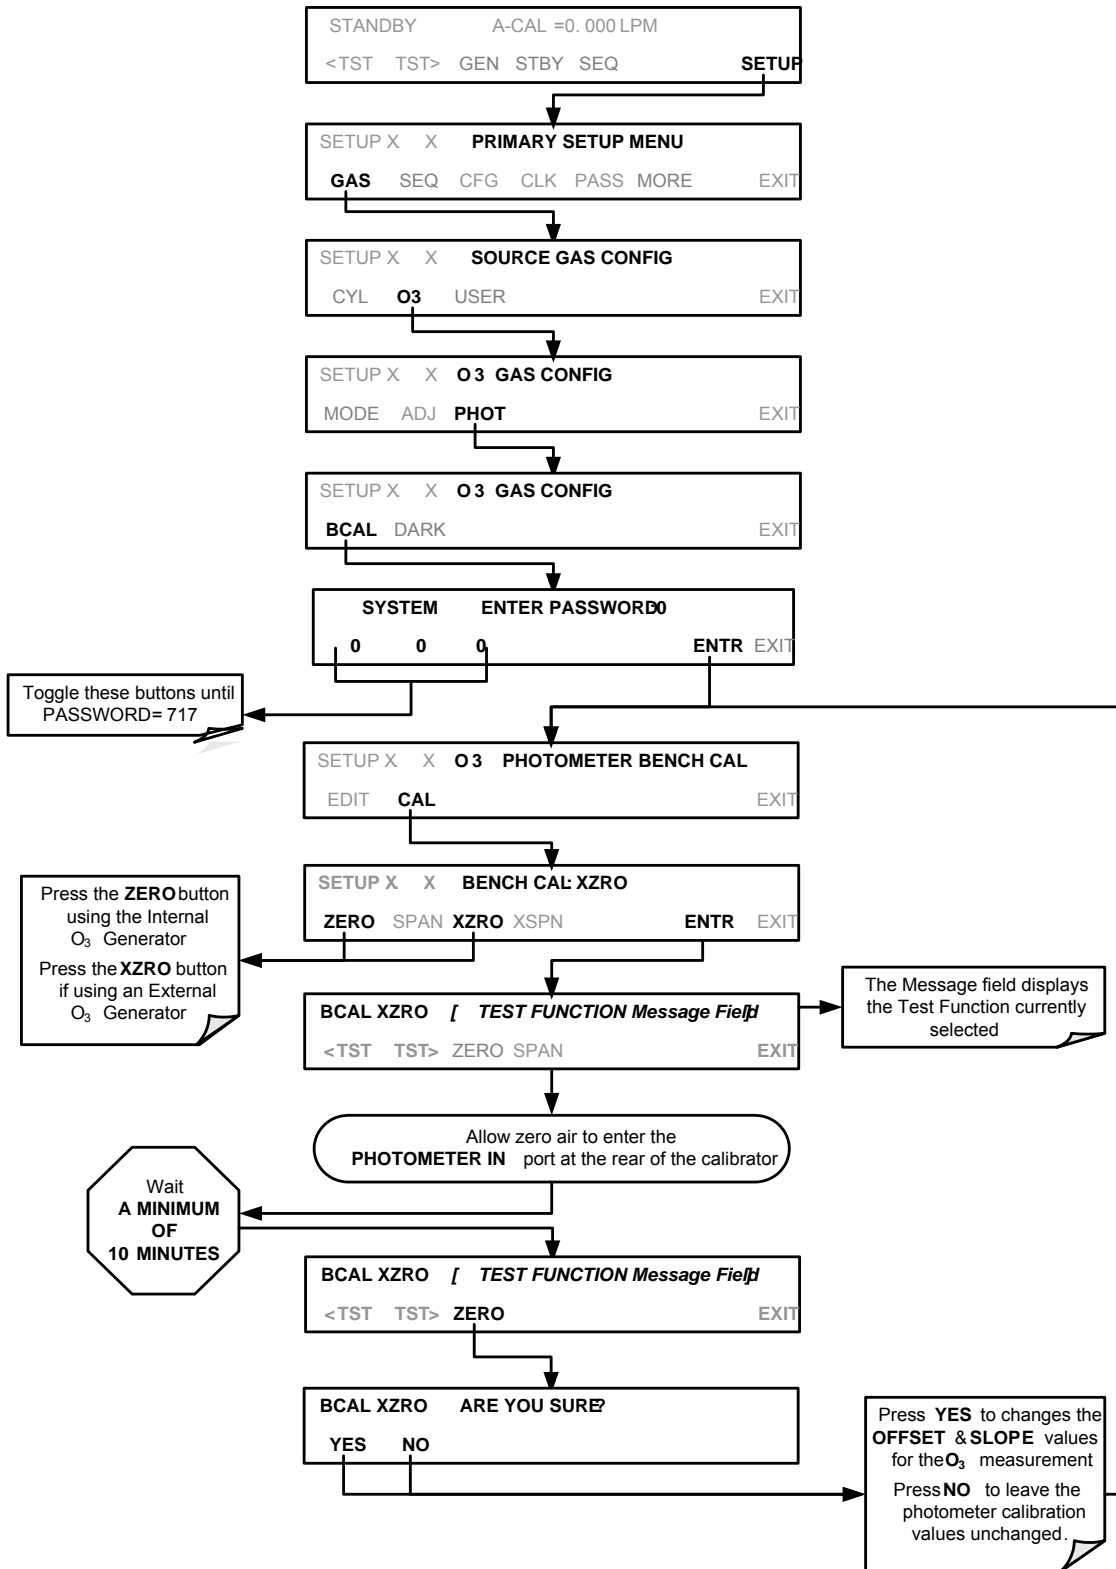 STANDBY A-CAL =0. 000 LPM
<TST TST> GEN STBY SEQ SETUP
SETUP X X PRIMARY SETUP MENU
GAS SEQ CFG CLK PASS MORE EXIT
SETUP X X SOURCE GAS CONFIG
CYL O3 USER EXIT
SETUP X X O 3 GAS CONFIG
MODE ADJ PHOT EXIT
SETUP X X O 3 GAS CONFIG
BCAL DARK EXIT
SYSTEM ENTER PASSWORD:0
0 0 0 ENTR EXIT
Toggle these buttons until
PASSWORD= 717
SETUP X X O 3 PHOTOMETER BENCH CAL
EDIT CAL EXIT
SETUP X X BENCH CAL: XZRO
ZERO SPAN XZRO XSPN ENTR EXIT
Press the ZERO button
using the Internal
O3 Generator
Press the XZRO button
if using an External
O3 Generator
BCAL XZRO [ TEST FUNCTION Message Field]
<TST TST> ZERO SPAN EXIT
The Message field displays
the Test Function currently
selected
Allow zero air to enter the
PHOTOMETER IN port at the rear of the calibrator
Wait
A MINIMUM
OF
10 MINUTES
BCAL XZRO [ TEST FUNCTION Message Field]
<TST TST> ZERO EXIT
BCAL XZRO ARE YOU SURE?
YES NO
Press YES to changes the
OFFSET & SLOPE values
for the O3 measurement
Press NO to leave the
photometer calibration
values unchanged.